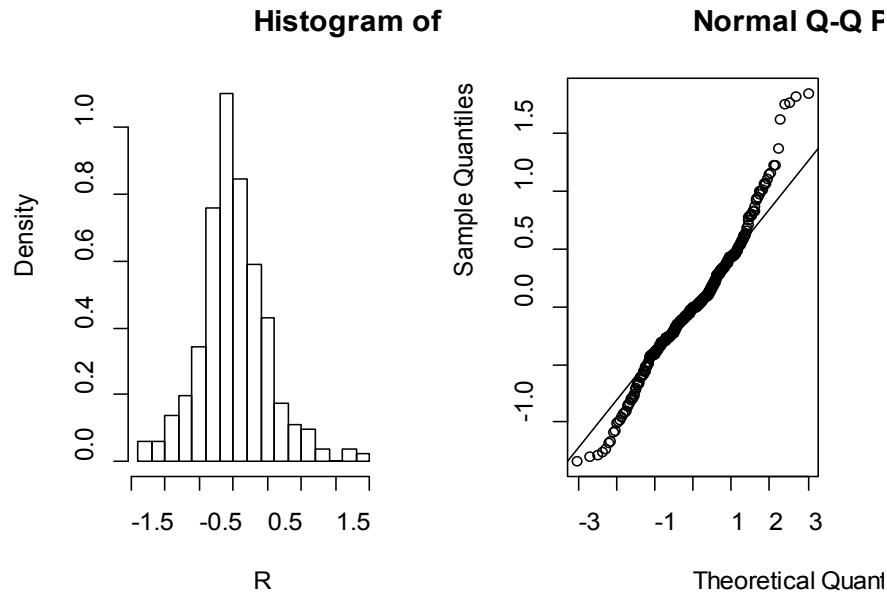 Histogram of
Density
0.0 0.2 0.4 0.6 0.8 1.0
-1.5 -0.5 0.5 1.5
R
Normal Q-Q P
Sample Quantiles
-1.0 0.0 0.5 1.0 1.5
-3 -1 1 2 3
Theoretical Quant